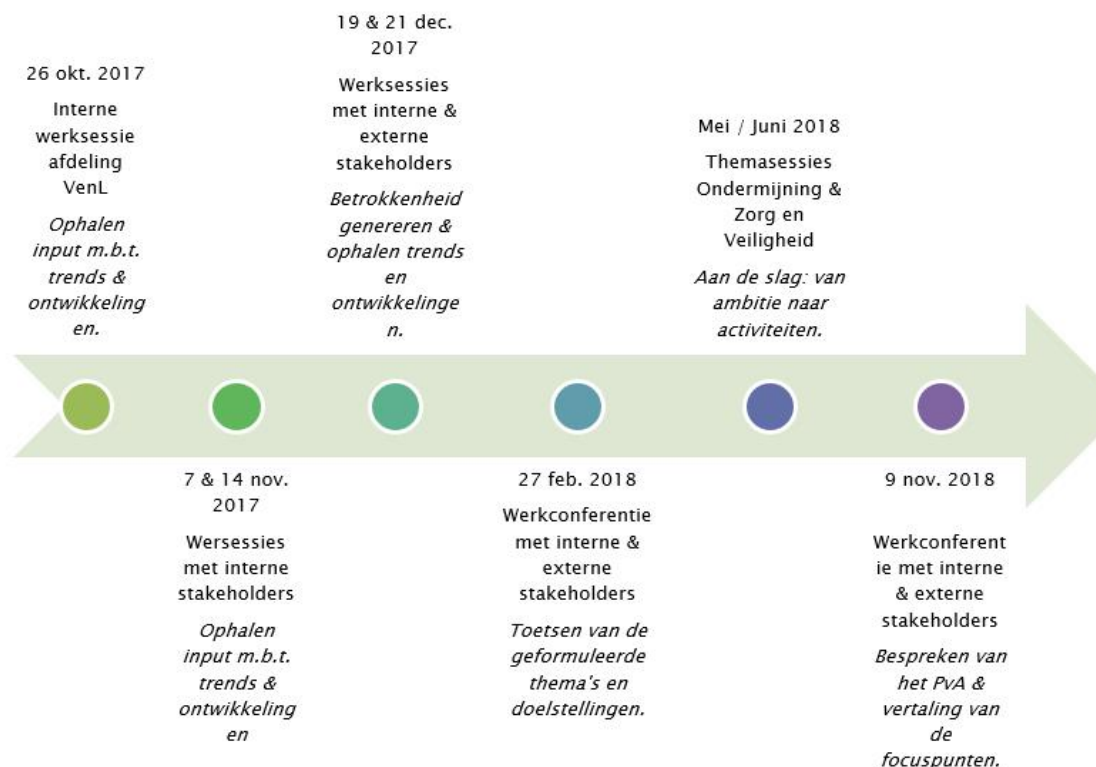 26 okt. 2017
Interne
werksessie
afdeling
VenL
Ophalen
input m.b.t.
trends &
ontwikkeling
en.
7 & 14 nov.
2017
Wersessies
met interne
stakeholders
Ophalen
input m.b.t.
trends &
ontwikkeling
en
19 & 21 dec.
2017
Werksessies
met interne &
externe
stakeholders
Betrokkenheid
genereren &
ophalen trends
en
ontwikkelinge
n.
27 feb. 2018
Werkconferentie
met interne &
externe
stakeholders
Toetsen van de
geformuleerde
thema's en
doelstellingen.
Mei / Juni 2018
Themasessies
Ondermijning &
Zorg en
Veiligheid
Aan de slag: van
ambitie naar
activiteiten.
9 nov. 2018
Werkconferent
ie met interne
& externe
stakeholders
Bespreken van
het PvA &
vertaling van
de
focuspunten.